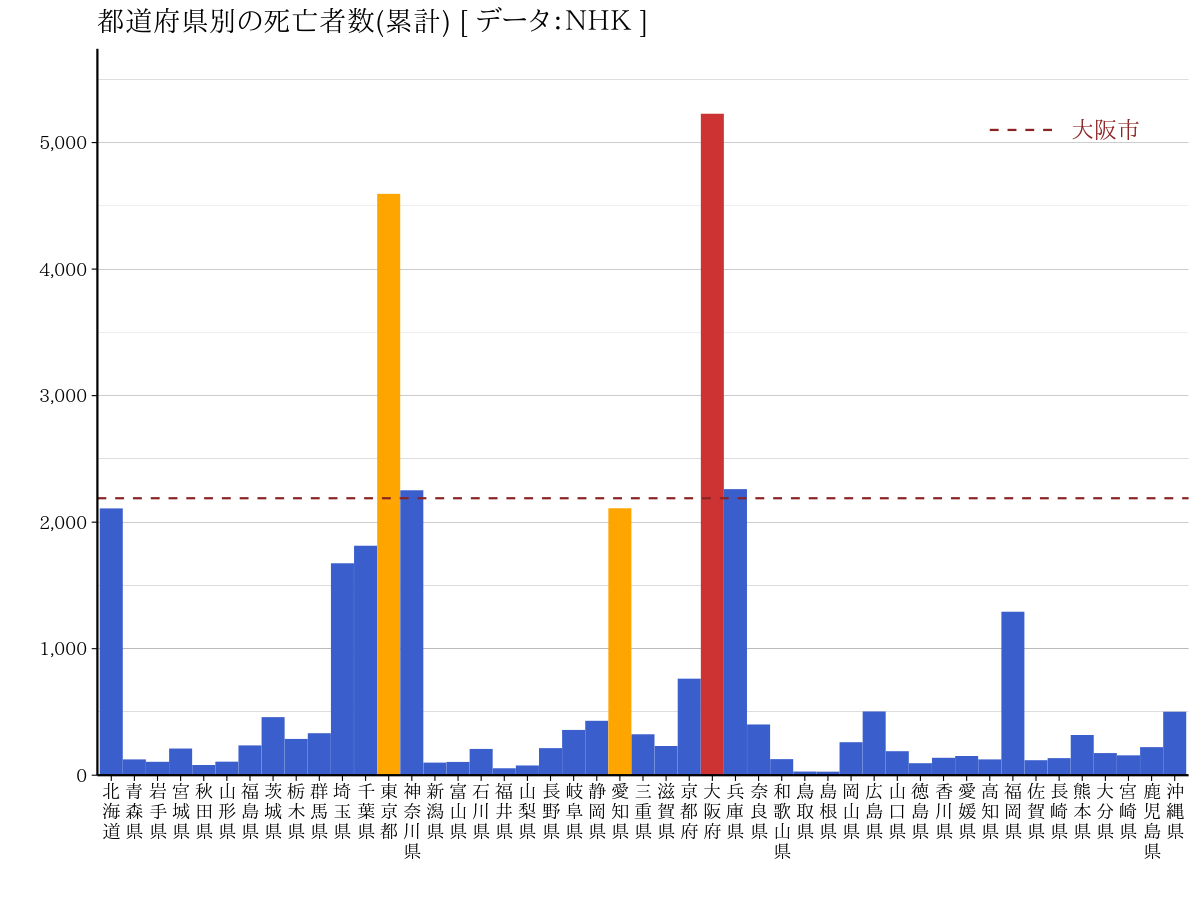 都道府県別の死亡者数(累計) [ データ:NHK ]
大阪市
5,000
4,000
3,000
2,000
1,000
0
北海道
青森県
岩手県
宮城県
秋田県
山形県
福島県
茨城県
栃木県
群馬県
埼玉県
千葉県
東京都
神奈川県
新潟県
富山県
石川県
福井県
山梨県
長野県
岐阜県
静岡県
愛知県
三重県
滋賀県
京都府
大阪府
兵庫県
奈良県
和歌山県
鳥取県
島根県
岡山県
広島県
山口県
徳島県
香川県
愛媛県
高知県
福岡県
佐賀県
長崎県
熊本県
大分県
宮崎県
鹿児島県
沖縄県